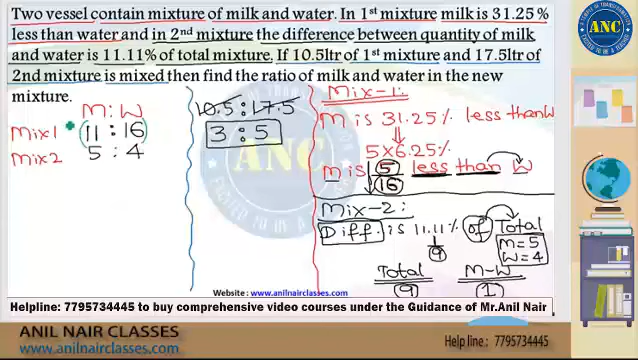 Two vessel contain mixture of milk and water. In 1st mixture milk is 31.25 %
less than water and in 2nd mixture the difference between quantity of milk
and water is 11.11% of total mixture. If 10.5ltr of 1st mixture and 17.5ltr of
2nd mixture is mixed then find the ratio of milk and water in the new
mixture.
M : W
Mix1 (11 : 16)
Mix2 5 : 4
10.5 : 17.5
3 : 5
Mix-1:
M is 31.25% less than W
5×6.25%
M is 5 less than W
16
Mix-2:
Diff. is 11.11% of Total
1
9
M=5
W=4
Total M-W
(9) (1)
ANC
TEMPLE OF TRANSFORMATION
ANC
Website : www.anilnairclasses.com
Helpline: 7795734445 to buy comprehensive video courses under the Guidance of Mr.Anil Nair
ANIL NAIR CLASSES
www.anilnairclasses.com
Help line : 7795734445